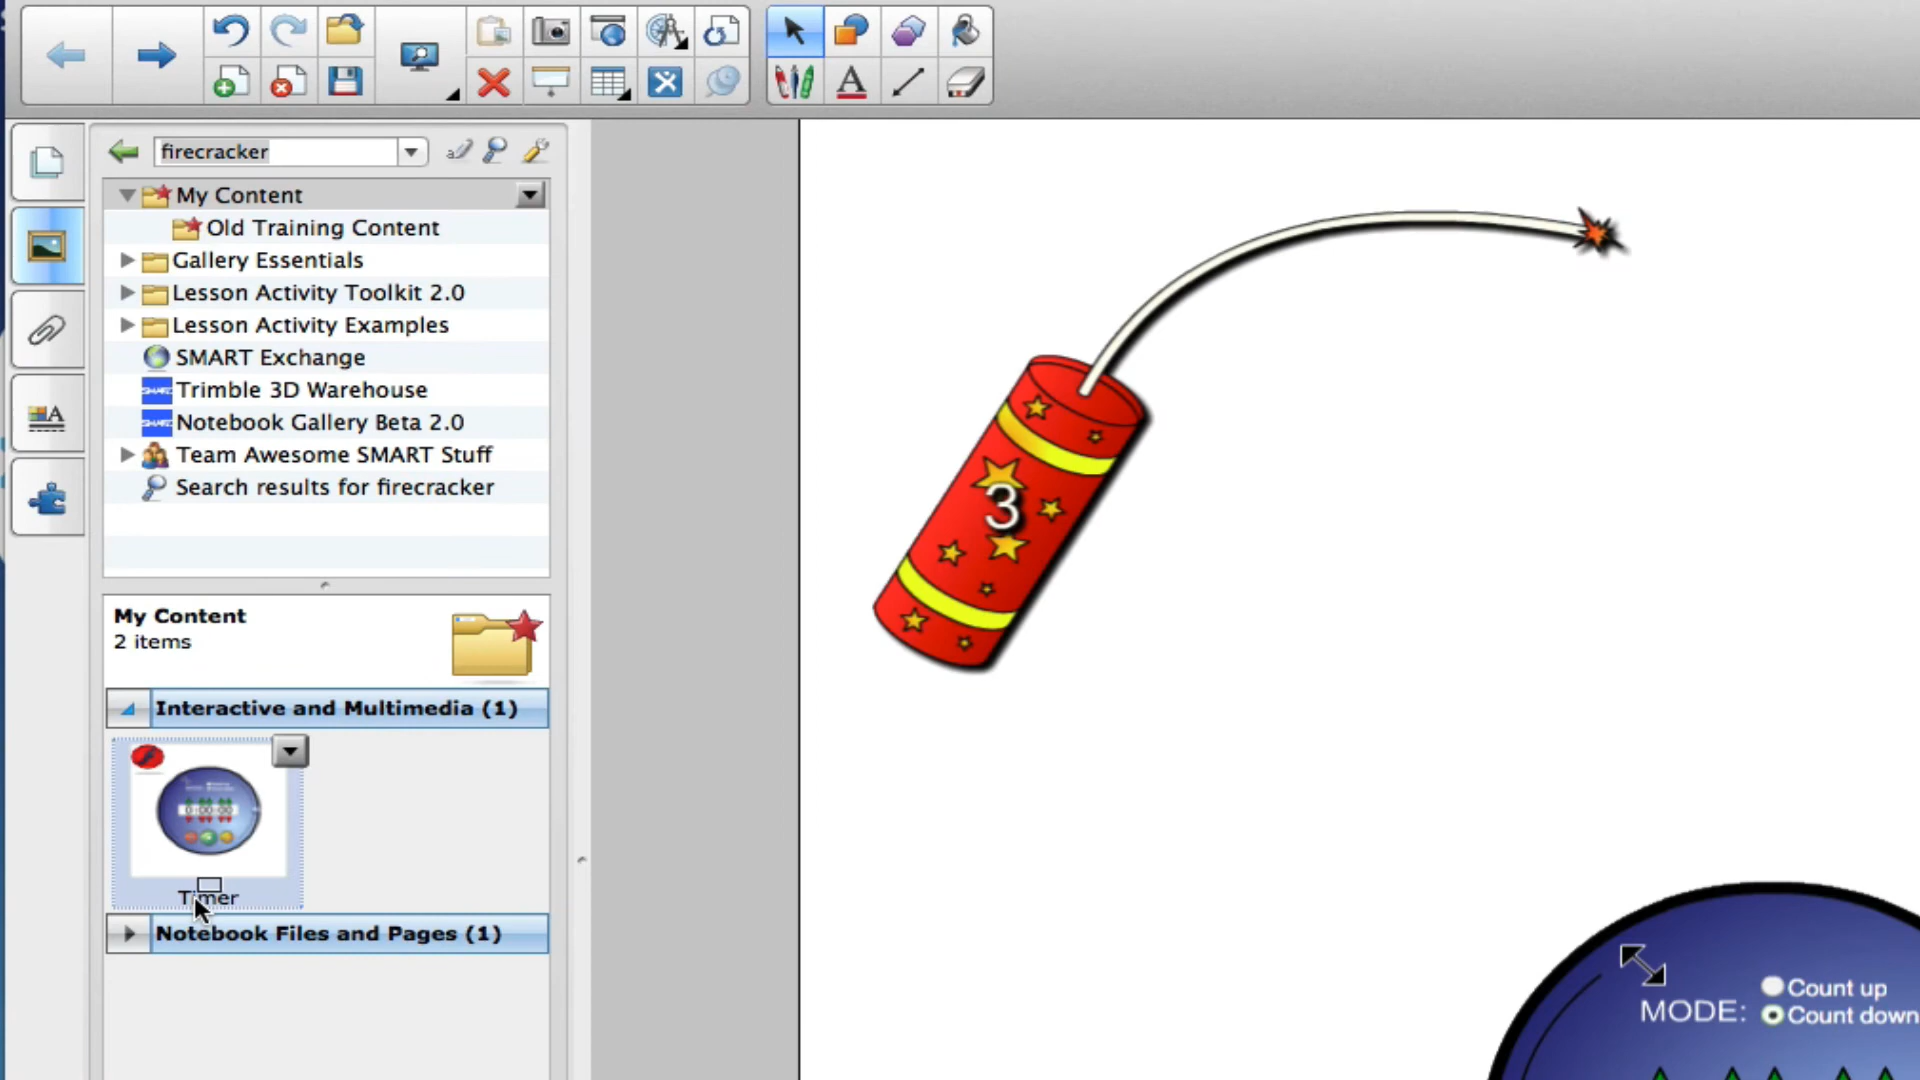 firecracker
My Content
Old Training Content
Gallery Essentials
Lesson Activity Toolkit 2.0
Lesson Activity Examples
SMART Exchange
Trimble 3D Warehouse
Notebook Gallery Beta 2.0
Team Awesome SMART Stuff
Search results for firecracker
My Content
2 items
Interactive and Multimedia (1)
Timer
Notebook Files and Pages (1)
3
Count up
MODE:
Count down